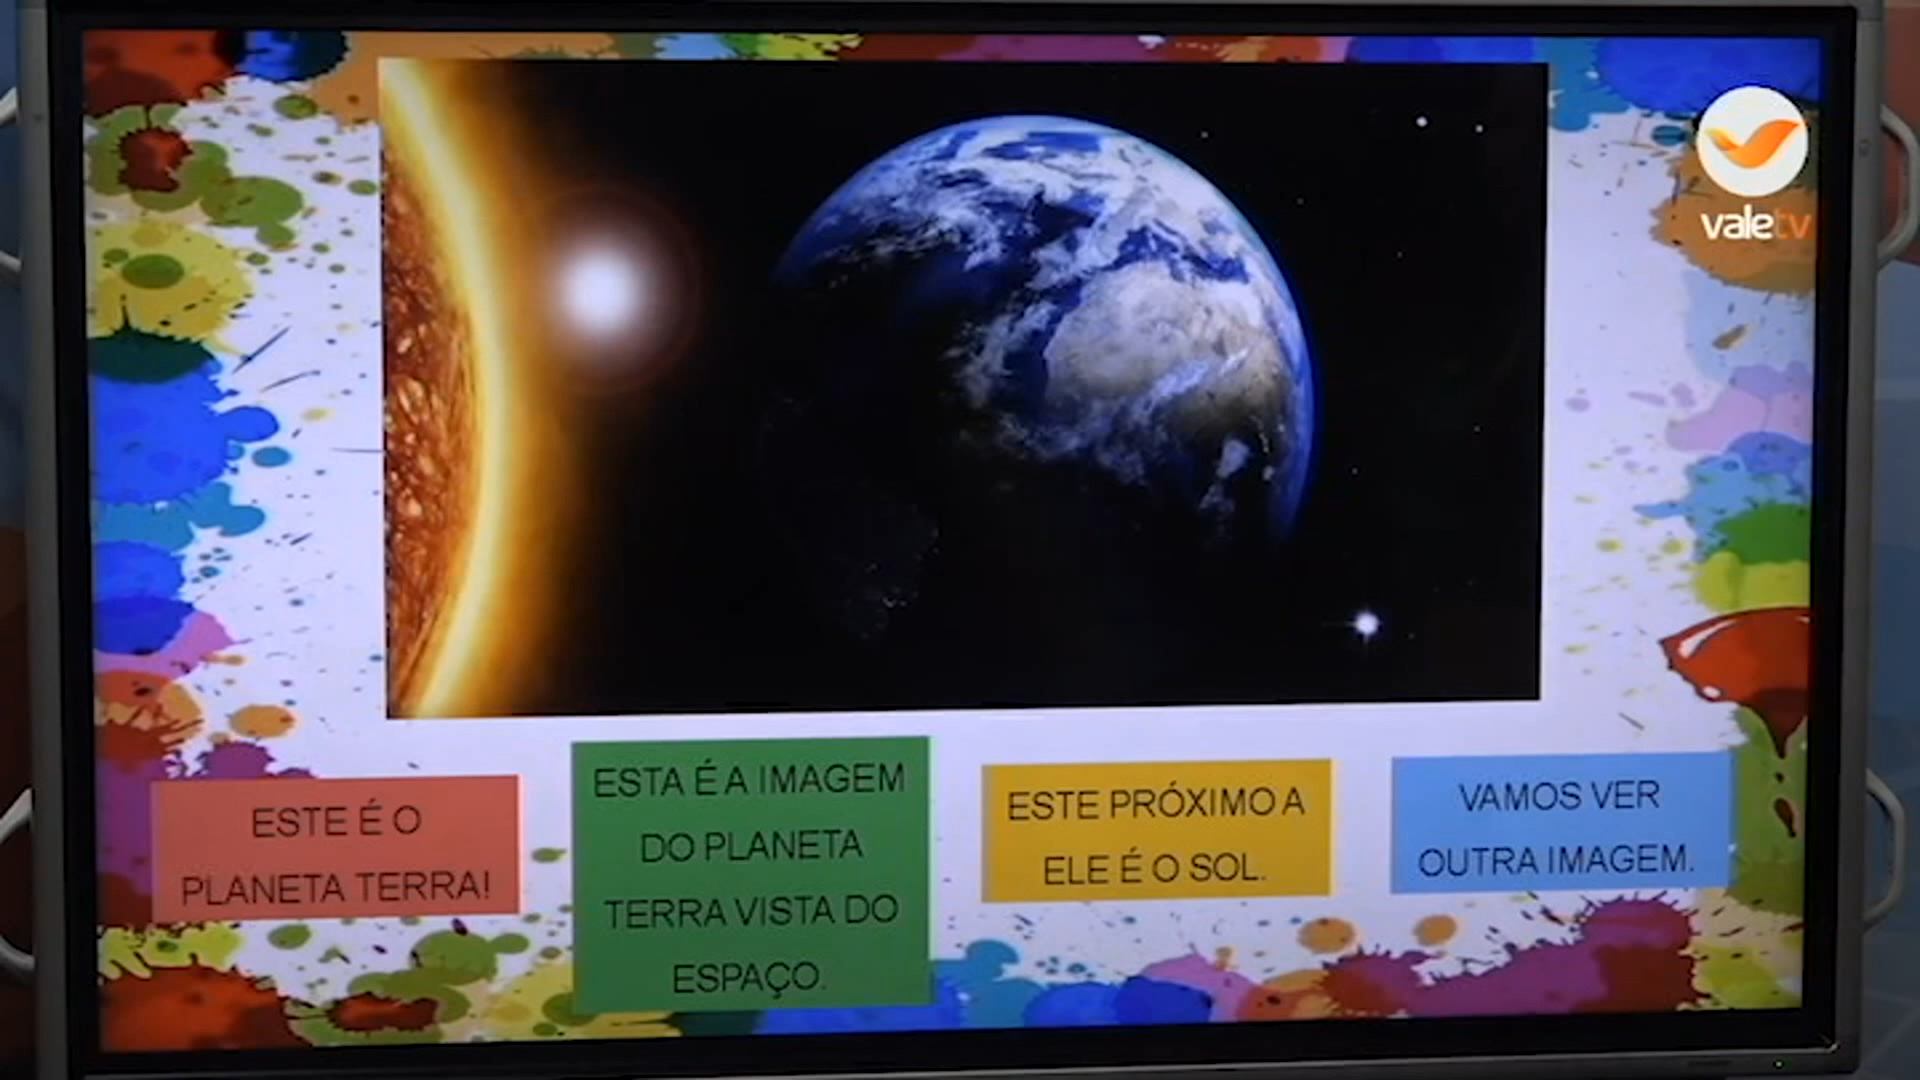 valetv
ESTE É O
PLANETA TERRA!
ESTA É A IMAGEM
DO PLANETA
TERRA VISTA DO
ESPAÇO.
ESTE PRÓXIMO A
ELE É O SOL.
VAMOS VER
OUTRA IMAGEM.